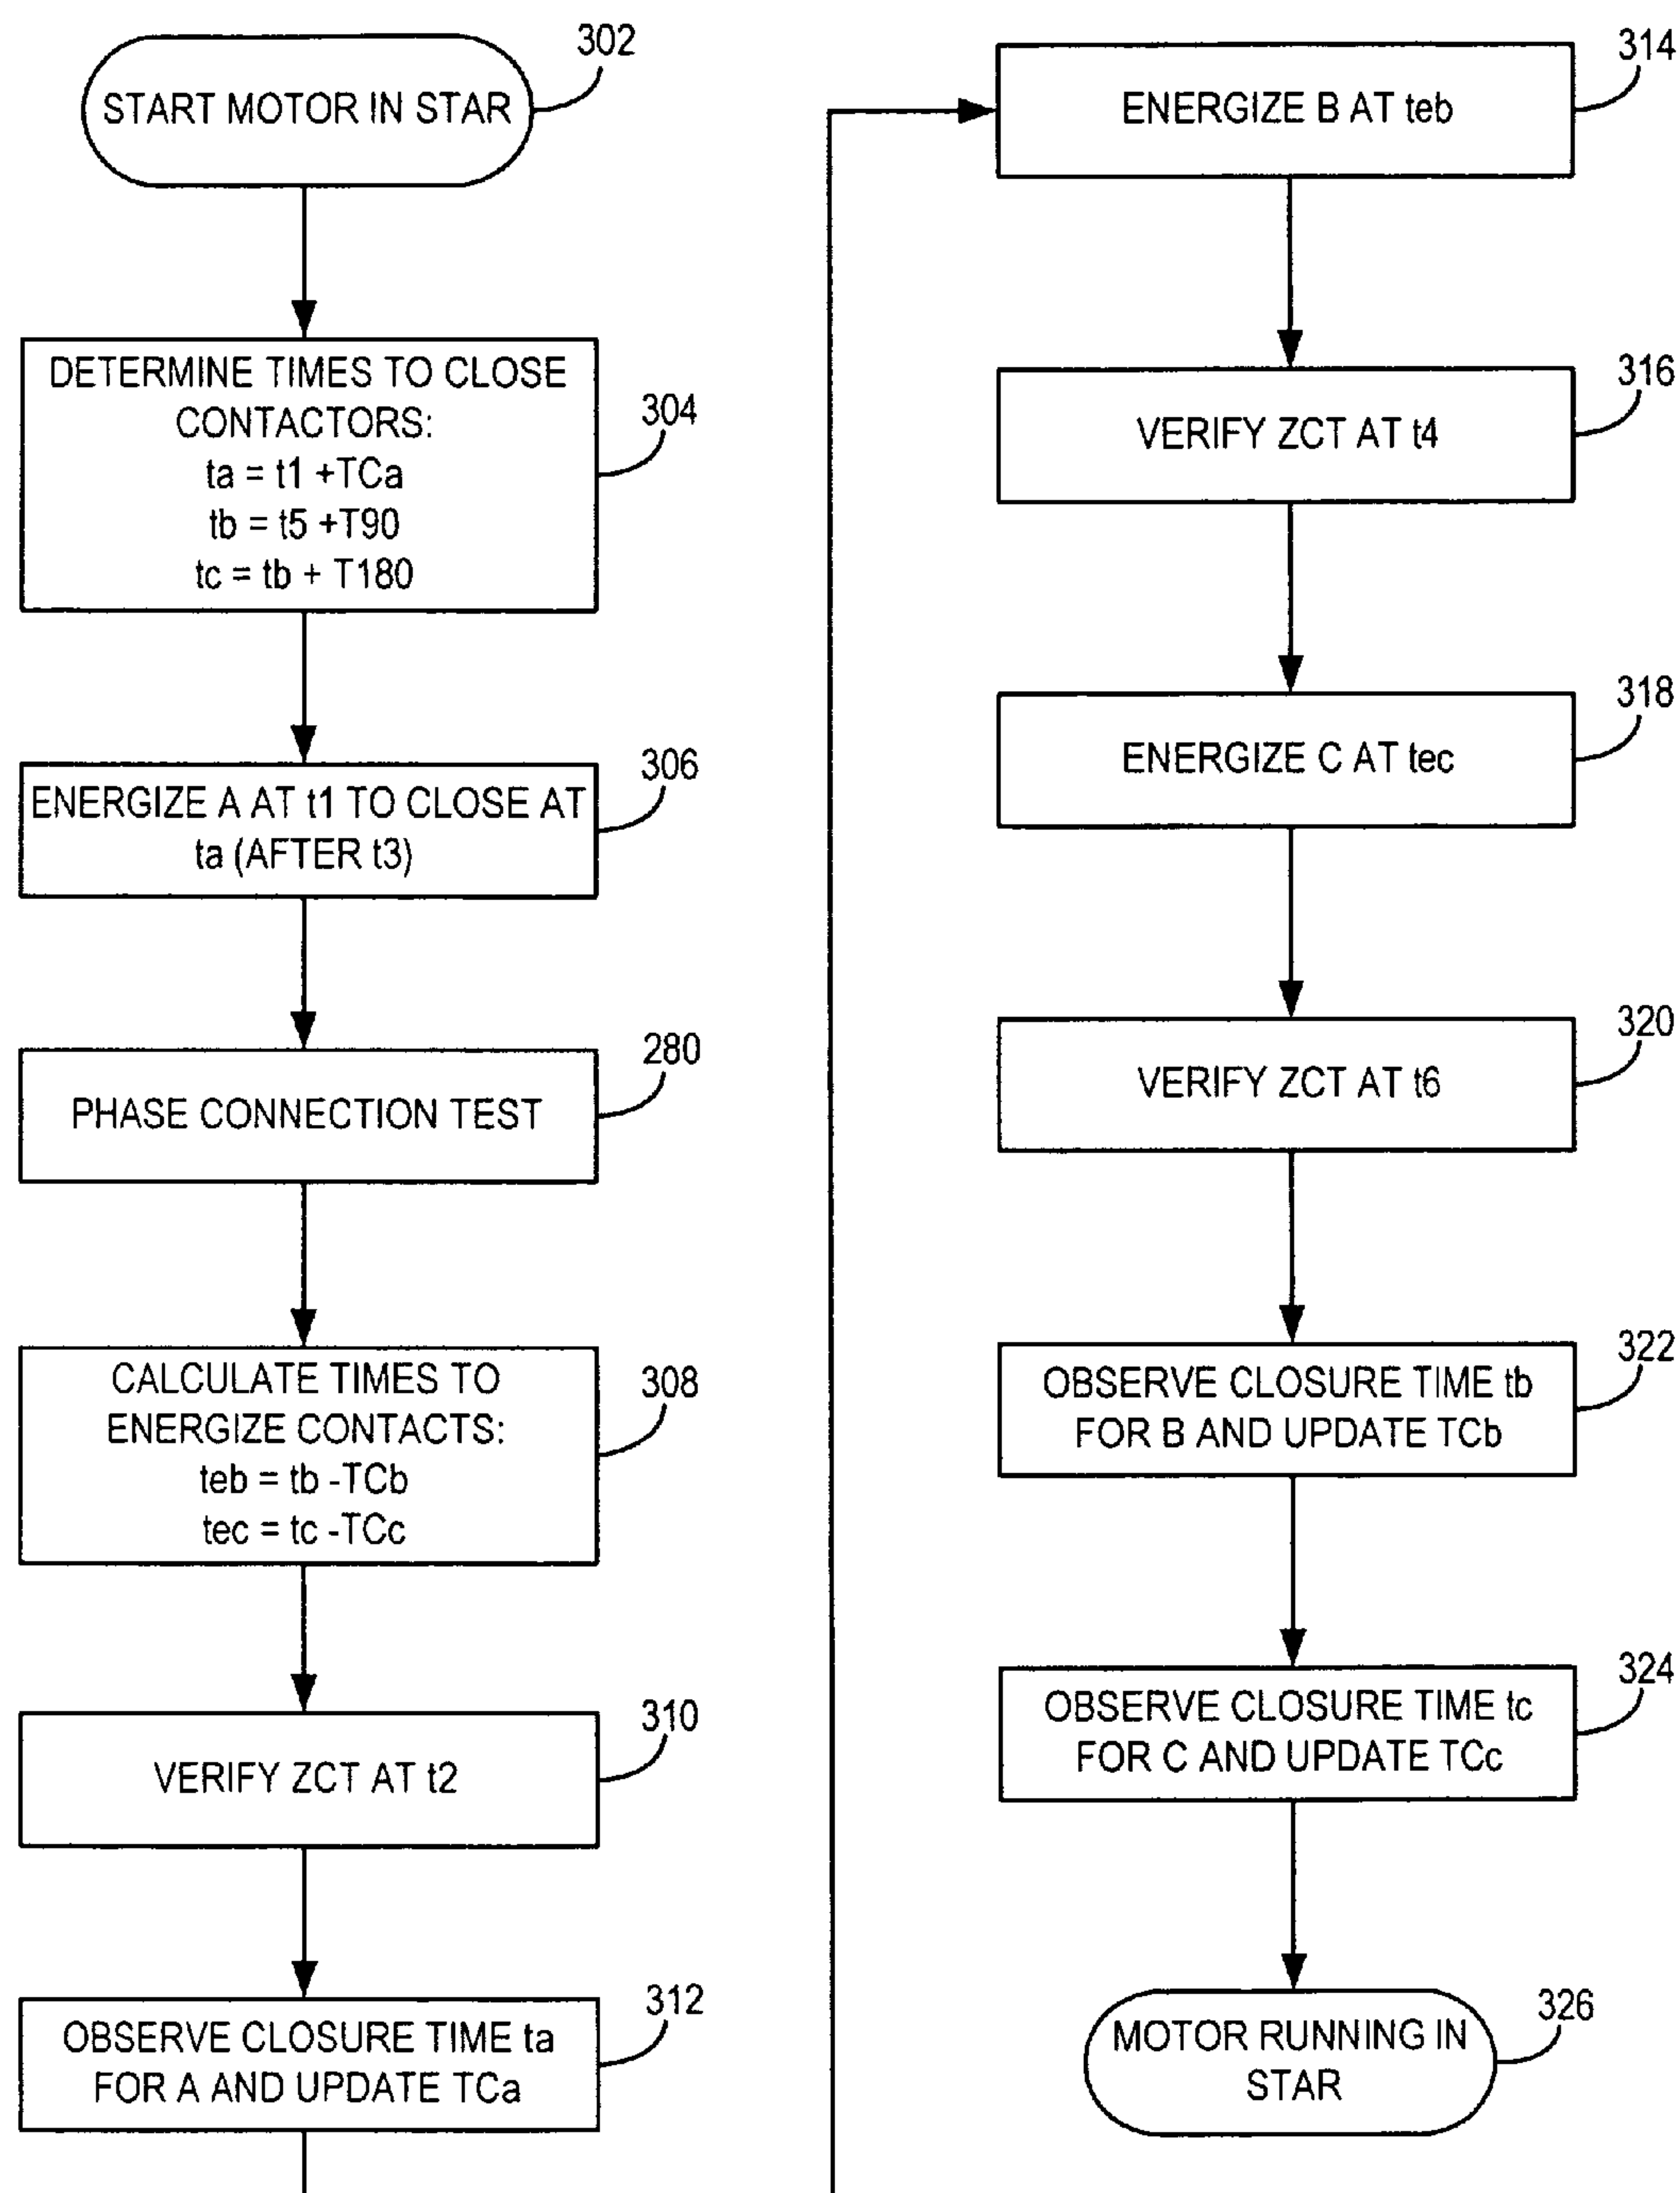 302
START MOTOR IN STAR
DETERMINE TIMES TO CLOSE
CONTACTORS:
ta = t1 +TCa
tb = t5 +T90
tc = tb + T180
304
ENERGIZE A AT t1 TO CLOSE AT
ta (AFTER t3)
306
280
PHASE CONNECTION TEST
CALCULATE TIMES TO
ENERGIZE CONTACTS:
teb = tb -TCb
tec = tc -TCc
308
310
VERIFY ZCT AT t2
312
OBSERVE CLOSURE TIME ta
FOR A AND UPDATE TCa
314
ENERGIZE B AT teb
316
VERIFY ZCT AT t4
318
ENERGIZE C AT tec
320
VERIFY ZCT AT t6
322
OBSERVE CLOSURE TIME tb
FOR B AND UPDATE TCb
324
OBSERVE CLOSURE TIME tc
FOR C AND UPDATE TCc
326
MOTOR RUNNING IN
STAR